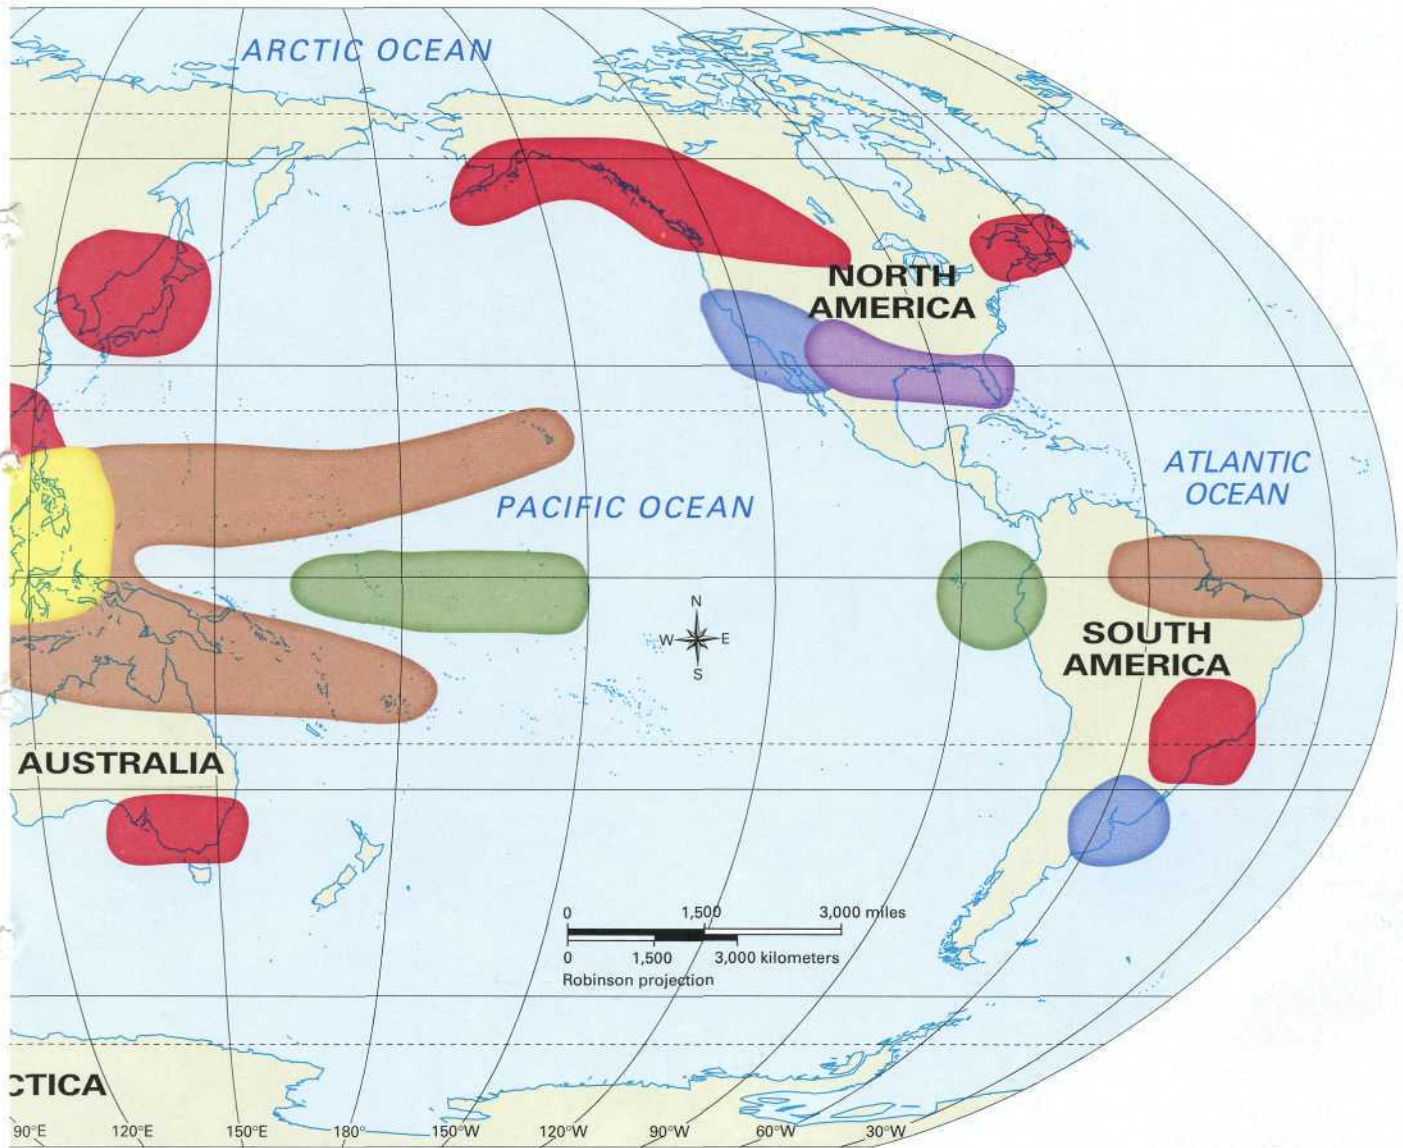 ARCTIC OCEAN
NORTH
AMERICA
ATLANTIC
OCEAN
PACIFIC OCEAN
N
W
E
S
SOUTH
AMERICA
AUSTRALIA
0 1,500 3,000 miles
0 1,500 3,000 kilometers
Robinson projection
CTICA
90°E 120°E 150°E 180° 150°W 120°W 90°W 60°W 30°W